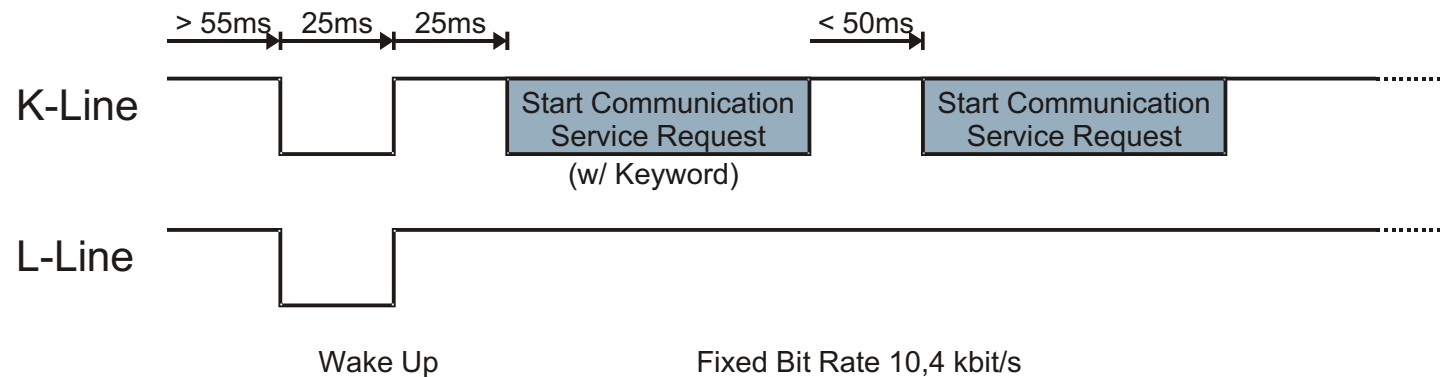 > 55ms 25ms 25ms < 50ms
K-Line
Start Communication
Service Request
(w/ Keyword)
Start Communication
Service Request
L-Line
Wake Up
Fixed Bit Rate 10,4 kbit/s